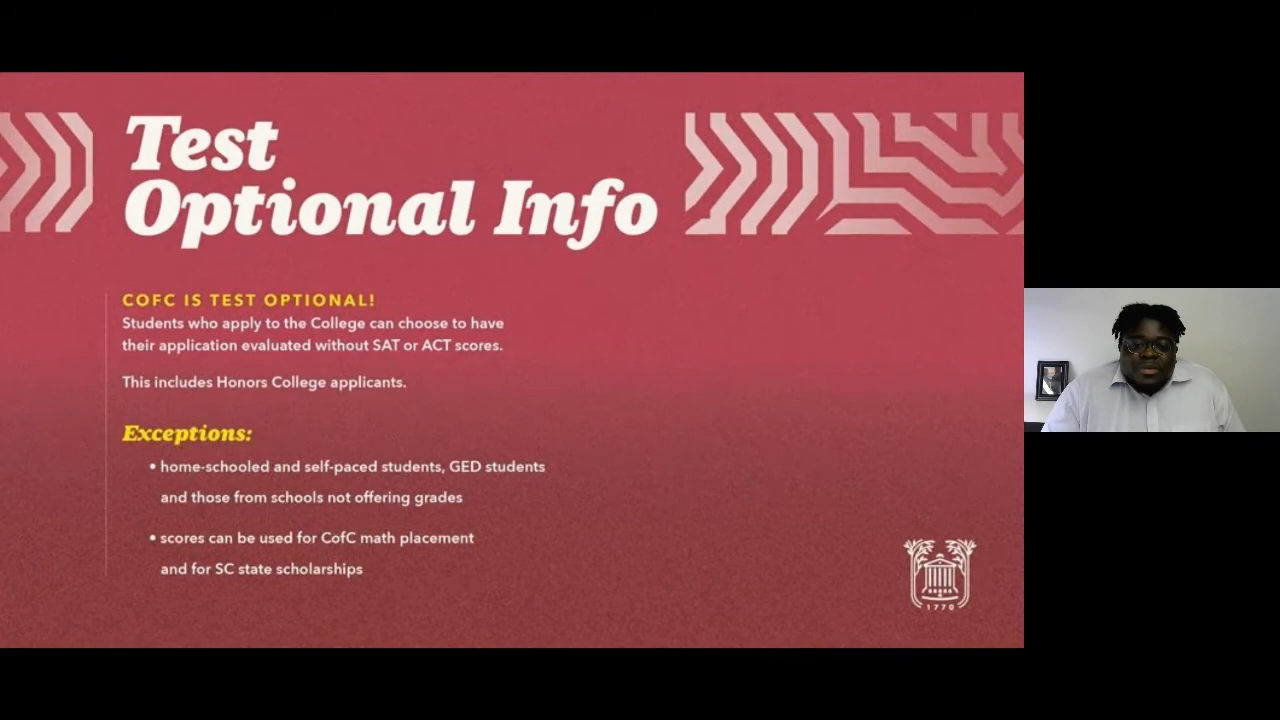 Test
Optional Info
COFC IS TEST OPTIONAL!
Students who apply to the College can choose to have
their application evaluated without SAT or ACT scores.
This includes Honors College applicants.
Exceptions:
• home-schooled and self-paced students, GED students
and those from schools not offering grades
• scores can be used for CofC math placement
and for SC state scholarships
1770